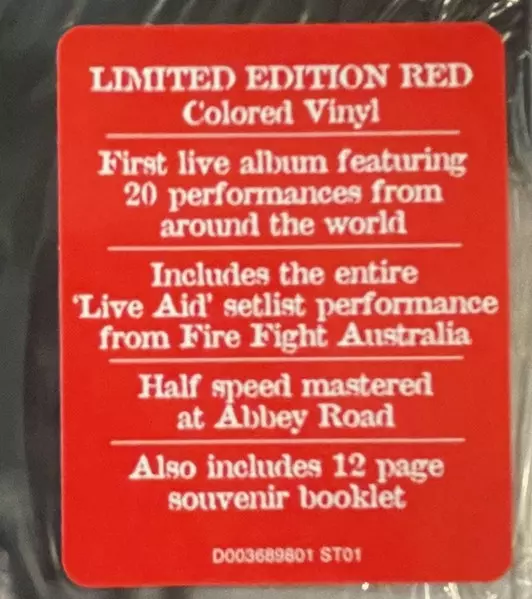 LIMITED EDITION RED
Colored Vinyl
First live album featuring
20 performances from
around the world
Includes the entire
'Live Aid' setlist performance
from Fire Fight Australia
Half speed mastered
at Abbey Road
Also includes 12 page
souvenir booklet
D003689801 ST01